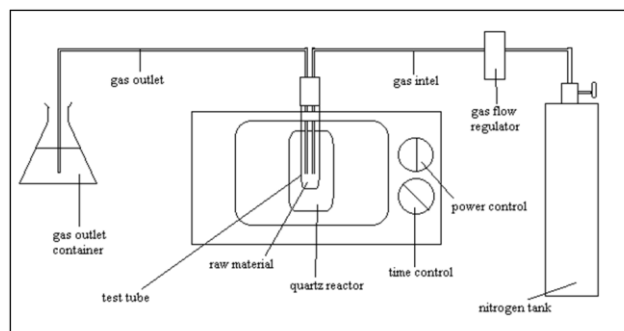 gas outlet
gas intel
gas flow
regulator
power control
gas outlet
container
raw material
time control
test tube
quartz reactor
nitrogen tank